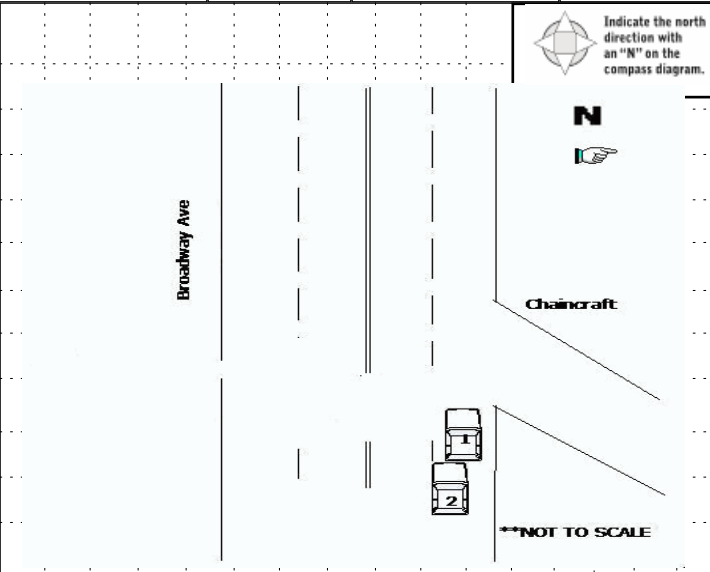 Indicate the north
direction with
an “N” on the
compass diagram.
N
Broadway Ave
Chaincraft
1
2
**NOT TO SCALE